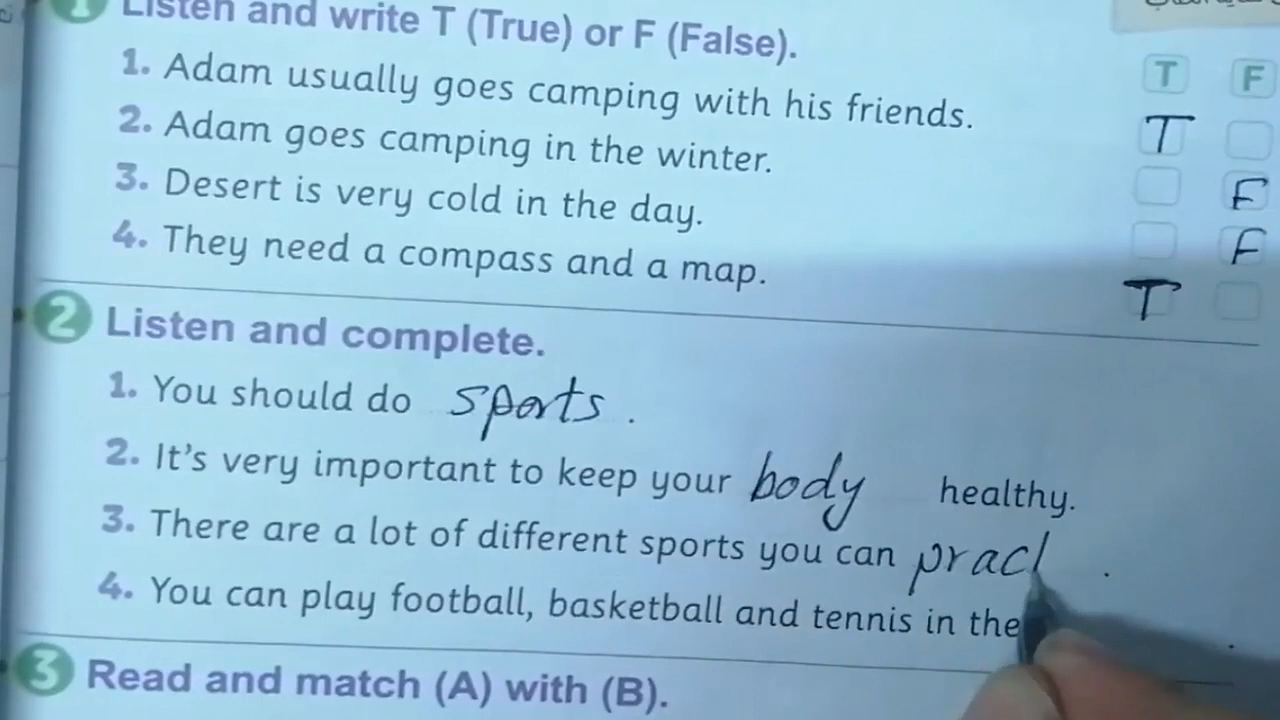 1 Listen and write T (True) or F (False).
T F
1. Adam usually goes camping with his friends. T
2. Adam goes camping in the winter. F
3. Desert is very cold in the day. F
4. They need a compass and a map. T
2 Listen and complete.
1. You should do sports.
2. It's very important to keep your body healthy.
3. There are a lot of different sports you can pract .
4. You can play football, basketball and tennis in the .
3 Read and match (A) with (B).